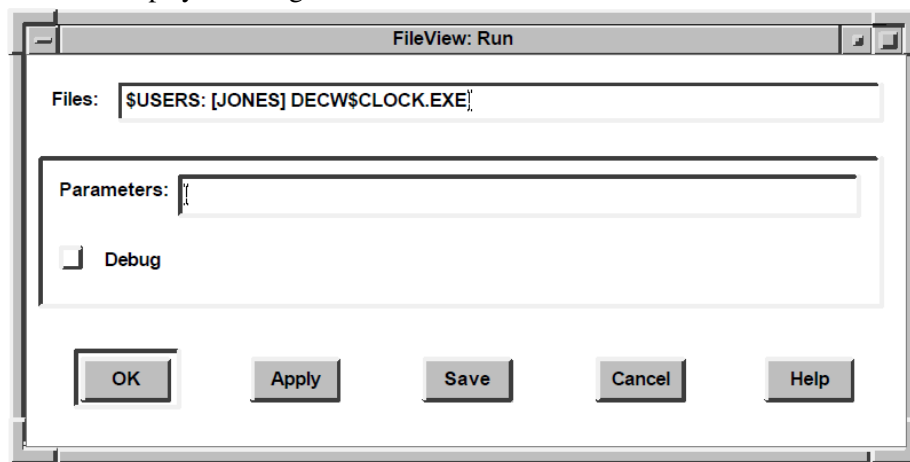 FileView: Run
Files: $USERS: [JONES] DECW$CLOCK.EXE
Parameters:
Debug
OK Apply Save Cancel Help